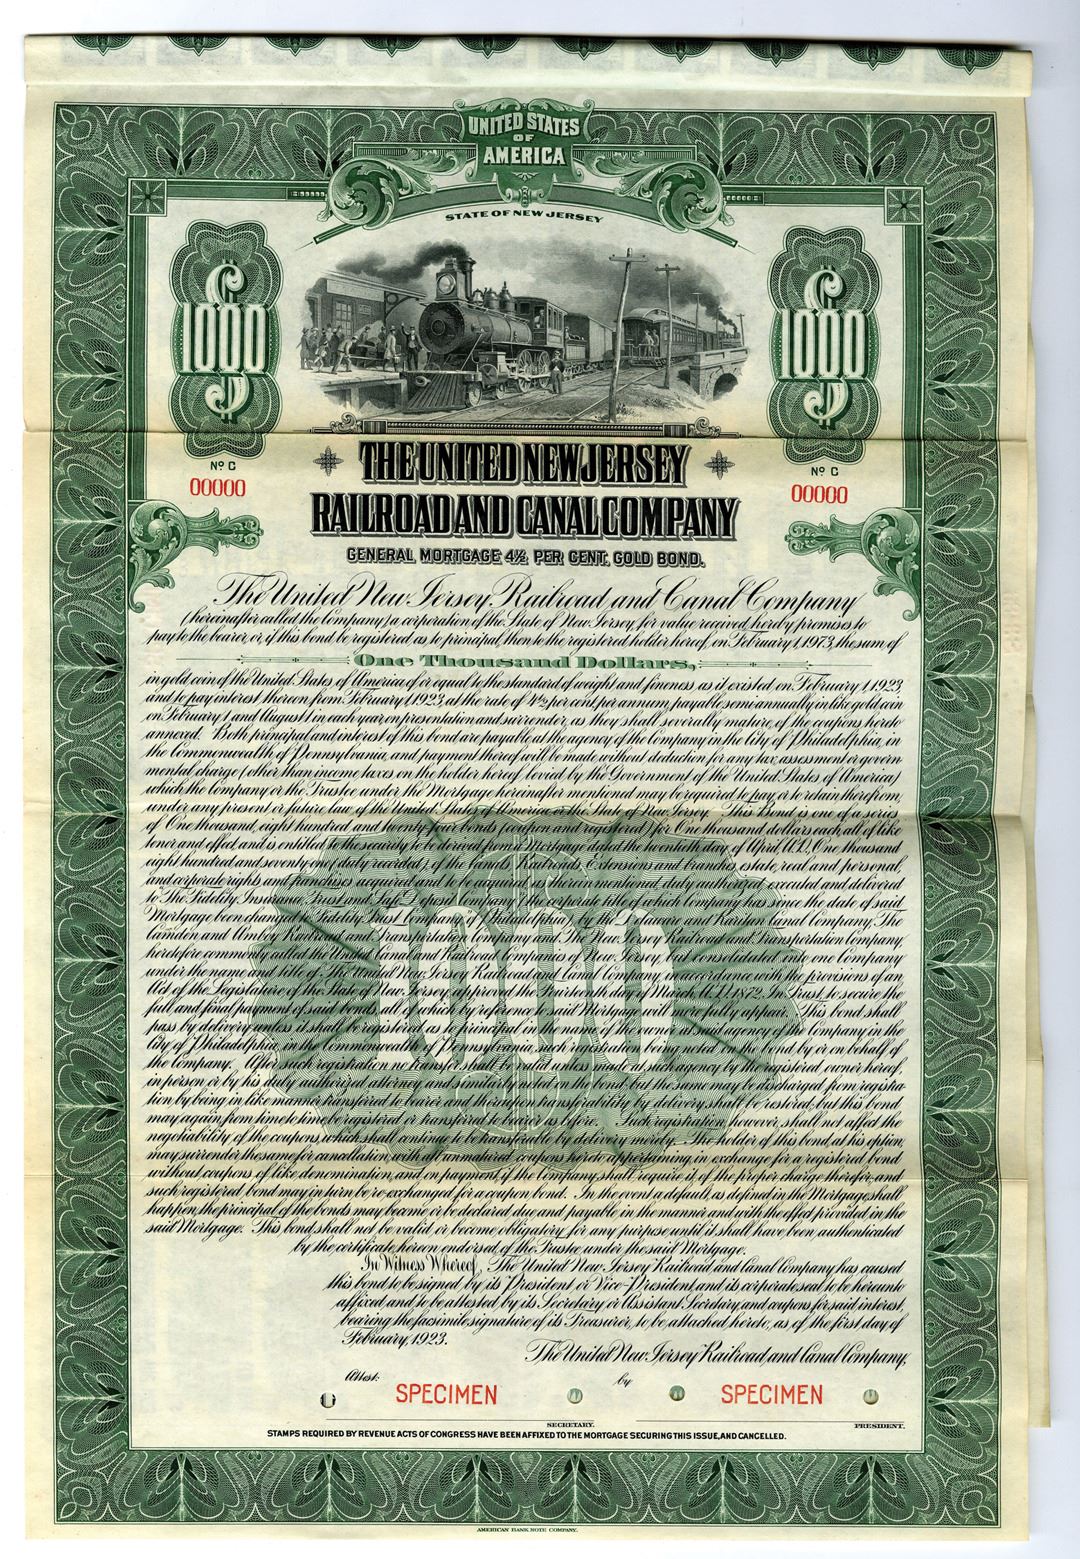 UNITED STATES
OF
AMERICA
STATE OF NEW JERSEY
1000
1000
No C
00000
No C
00000
THE UNITED NEW JERSEY
RAILROAD AND CANAL COMPANY
GENERAL MORTGAGE 4½ PER CENT. GOLD BOND.
The United New Jersey Railroad and Canal Company
(hereinafter called the Company,) a corporation of the State of New Jersey, for value received, hereby promises to
pay to the bearer, or, if this bond be registered as to principal, then to the registered holder hereof, on February 1, 1973, the sum of
One Thousand Dollars,
in gold coin of the United States of America, of or equal to the standard of weight and fineness, as it existed on February 1, 1923,
and to pay interest thereon from February 1, 1923, at the rate of 4½ per cent per annum, payable semi annually in like gold coin
on February 1 and August 1 in each year on presentation and surrender, as they shall severally mature, of the coupons hereto
annexed. Both principal and interest of this bond are payable at the agency of the Company in the City of Philadelphia, in
the Commonwealth of Pennsylvania, and payment thereof will be made without deduction for any tax, assessment or govern
mental charge (other than income taxes on the holder hereof levied by the Government of the United States of America)
which the Company or the Trustee under the Mortgage hereinafter mentioned may be required to pay or to retain therefrom,
under any present or future law of the United States of America or the State of New Jersey. This Bond is one of a series
of One thousand, eight hundred and twenty four bonds (coupon and registered) for One thousand dollars each, all of like
tenor and effect, and is entitled to the security to be derived from a Mortgage dated the twentieth day of April, A.D., One thousand
eight hundred and seventy one (duly recorded), of the Canals, Railroads, Extensions and branches, estate, real and personal,
and corporate rights and franchises acquired and to be acquired as therein mentioned, duly authorized, executed and delivered
to The Fidelity Insurance, Trust and Safe Deposit Company (the corporate title of which Company has since the date of said
Mortgage been changed to Fidelity Trust Company, of Philadelphia) by the Delaware and Raritan Canal Company, The
Camden and Amboy Railroad and Transportation Company and The New Jersey Railroad and Transportation Company,
heretofore commonly called the United Canal and Railroad Companies of New Jersey, but consolidated into one Company
under the name and title of The United New Jersey Railroad and Canal Company, in accordance with the provisions of an
Act of the Legislature of the State of New Jersey, approved the Fourteenth day of March, A.D. 1872, In Trust, to secure the
full and final payment of said bonds, all of which by reference to said Mortgage will more fully appear. This bond shall
pass by delivery unless it shall be registered as to principal in the name of the owner at said agency of the Company in the
City of Philadelphia, in the Commonwealth of Pennsylvania, such registration being noted in the bond by or on behalf of
the Company. After such registration no transfer shall be valid unless made at such agency by the registered owner hereof,
in person or by his duly authorized attorney and similarly noted on the bond, but the same may be discharged from registra
tion by being in like manner transferred to bearer and thereupon transferability by delivery shall be restored; but this bond
may again from time to time be registered or transferred to bearer as before. Such registration, however, shall not affect the
negotiability of the coupons, which shall continue to be transferable by delivery merely. The holder of this bond, at his option,
may surrender the same for cancellation, with all unmatured coupons hereto appertaining, in exchange for a registered bond
without coupons of like denomination, and on payment, if the Company shall require it, of the proper charge therefor, and
such registered bond may in turn be re-exchanged for a coupon bond. In the event a default, as defined in the Mortgage shall
happen, the principal of the bonds may become or be declared due and payable in the manner and with the effect provided in the
said Mortgage. This bond shall not be valid or become obligatory for any purpose until it shall have been authenticated
by the certificate, hereon endorsed, of the Trustee, under the said Mortgage.
In Witness Whereof, The United New Jersey Railroad and Canal Company has caused
this bond to be signed by its President or Vice-President, and its corporate seal to be hereunto
affixed, and to be attested, by its Secretary or Assistant Secretary, and coupons for said interest,
bearing the facsimile signature of its Treasurer, to be attached hereto, as of the first day of
February, 1923.
The United New Jersey Railroad and Canal Company,
Attest:
by
SPECIMEN
SPECIMEN
SECRETARY.
PRESIDENT.
STAMPS REQUIRED BY REVENUE ACTS OF CONGRESS HAVE BEEN AFFIXED TO THE MORTGAGE SECURING THIS ISSUE, AND CANCELLED.
AMERICAN BANK NOTE COMPANY.
1000